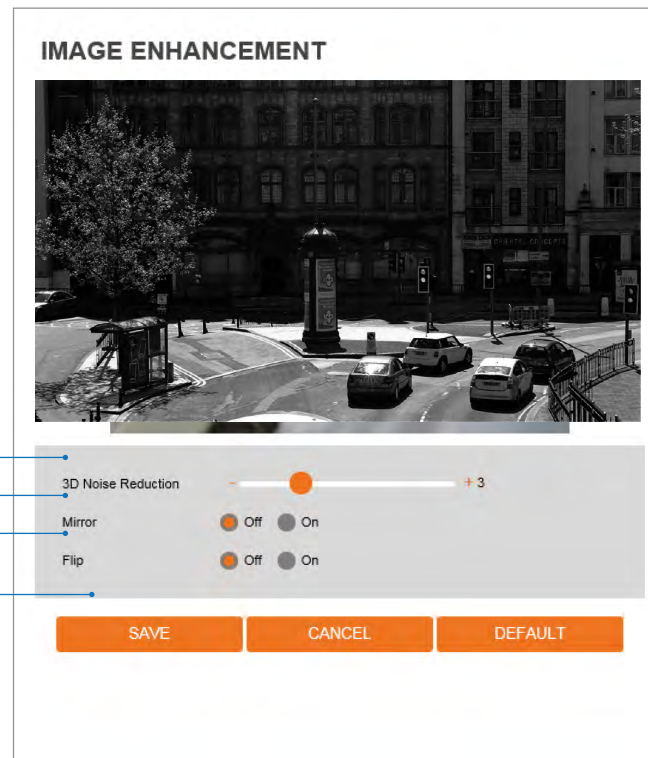 IMAGE ENHANCEMENT
3D Noise Reduction - + 3
Mirror Off On
Flip Off On
SAVE CANCEL DEFAULT